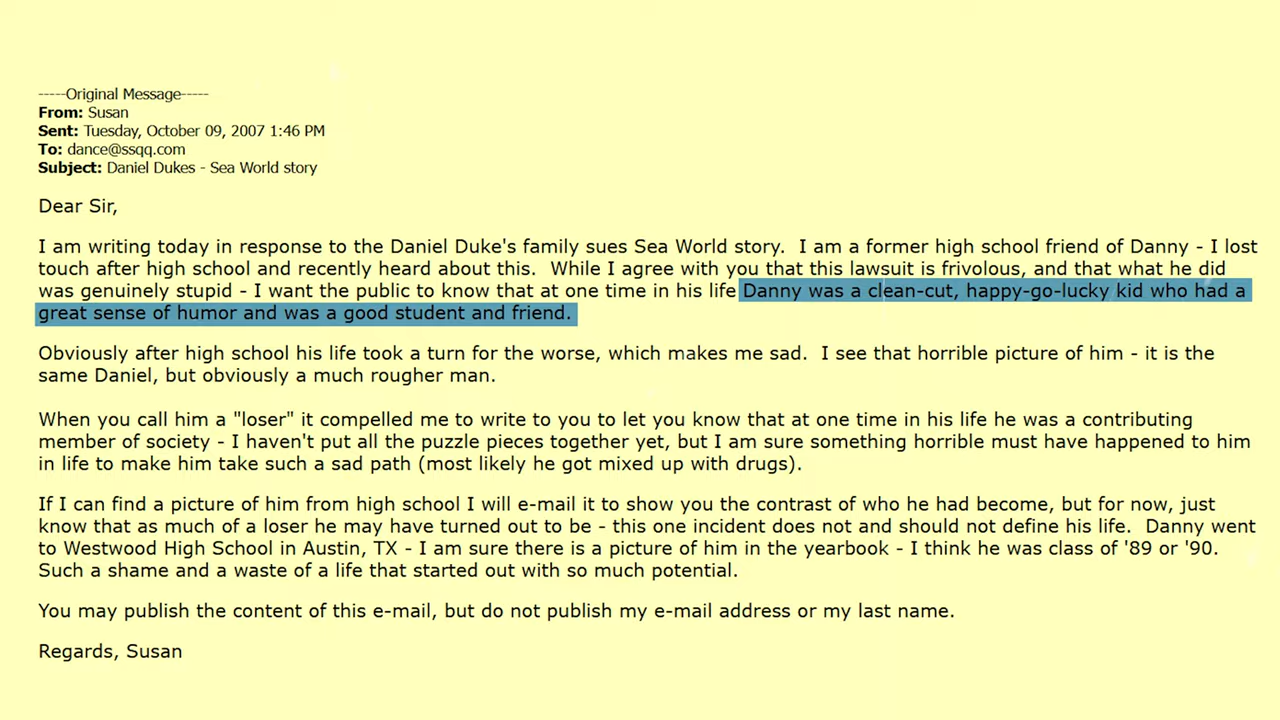 -----Original Message-----
From: Susan
Sent: Tuesday, October 09, 2007 1:46 PM
To: dance@ssqq.com
Subject: Daniel Dukes - Sea World story
Dear Sir,
I am writing today in response to the Daniel Duke's family sues Sea World story.  I am a former high school friend of Danny - I lost
touch after high school and recently heard about this.  While I agree with you that this lawsuit is frivolous, and that what he did
was genuinely stupid - I want the public to know that at one time in his life Danny was a clean-cut, happy-go-lucky kid who had a
great sense of humor and was a good student and friend.
Obviously after high school his life took a turn for the worse, which makes me sad.  I see that horrible picture of him - it is the
same Daniel, but obviously a much rougher man.
When you call him a "loser" it compelled me to write to you to let you know that at one time in his life he was a contributing
member of society - I haven't put all the puzzle pieces together yet, but I am sure something horrible must have happened to him
in life to make him take such a sad path (most likely he got mixed up with drugs).
If I can find a picture of him from high school I will e-mail it to show you the contrast of who he had become, but for now, just
know that as much of a loser he may have turned out to be - this one incident does not and should not define his life.  Danny went
to Westwood High School in Austin, TX - I am sure there is a picture of him in the yearbook - I think he was class of '89 or '90.
Such a shame and a waste of a life that started out with so much potential.
You may publish the content of this e-mail, but do not publish my e-mail address or my last name.
Regards, Susan